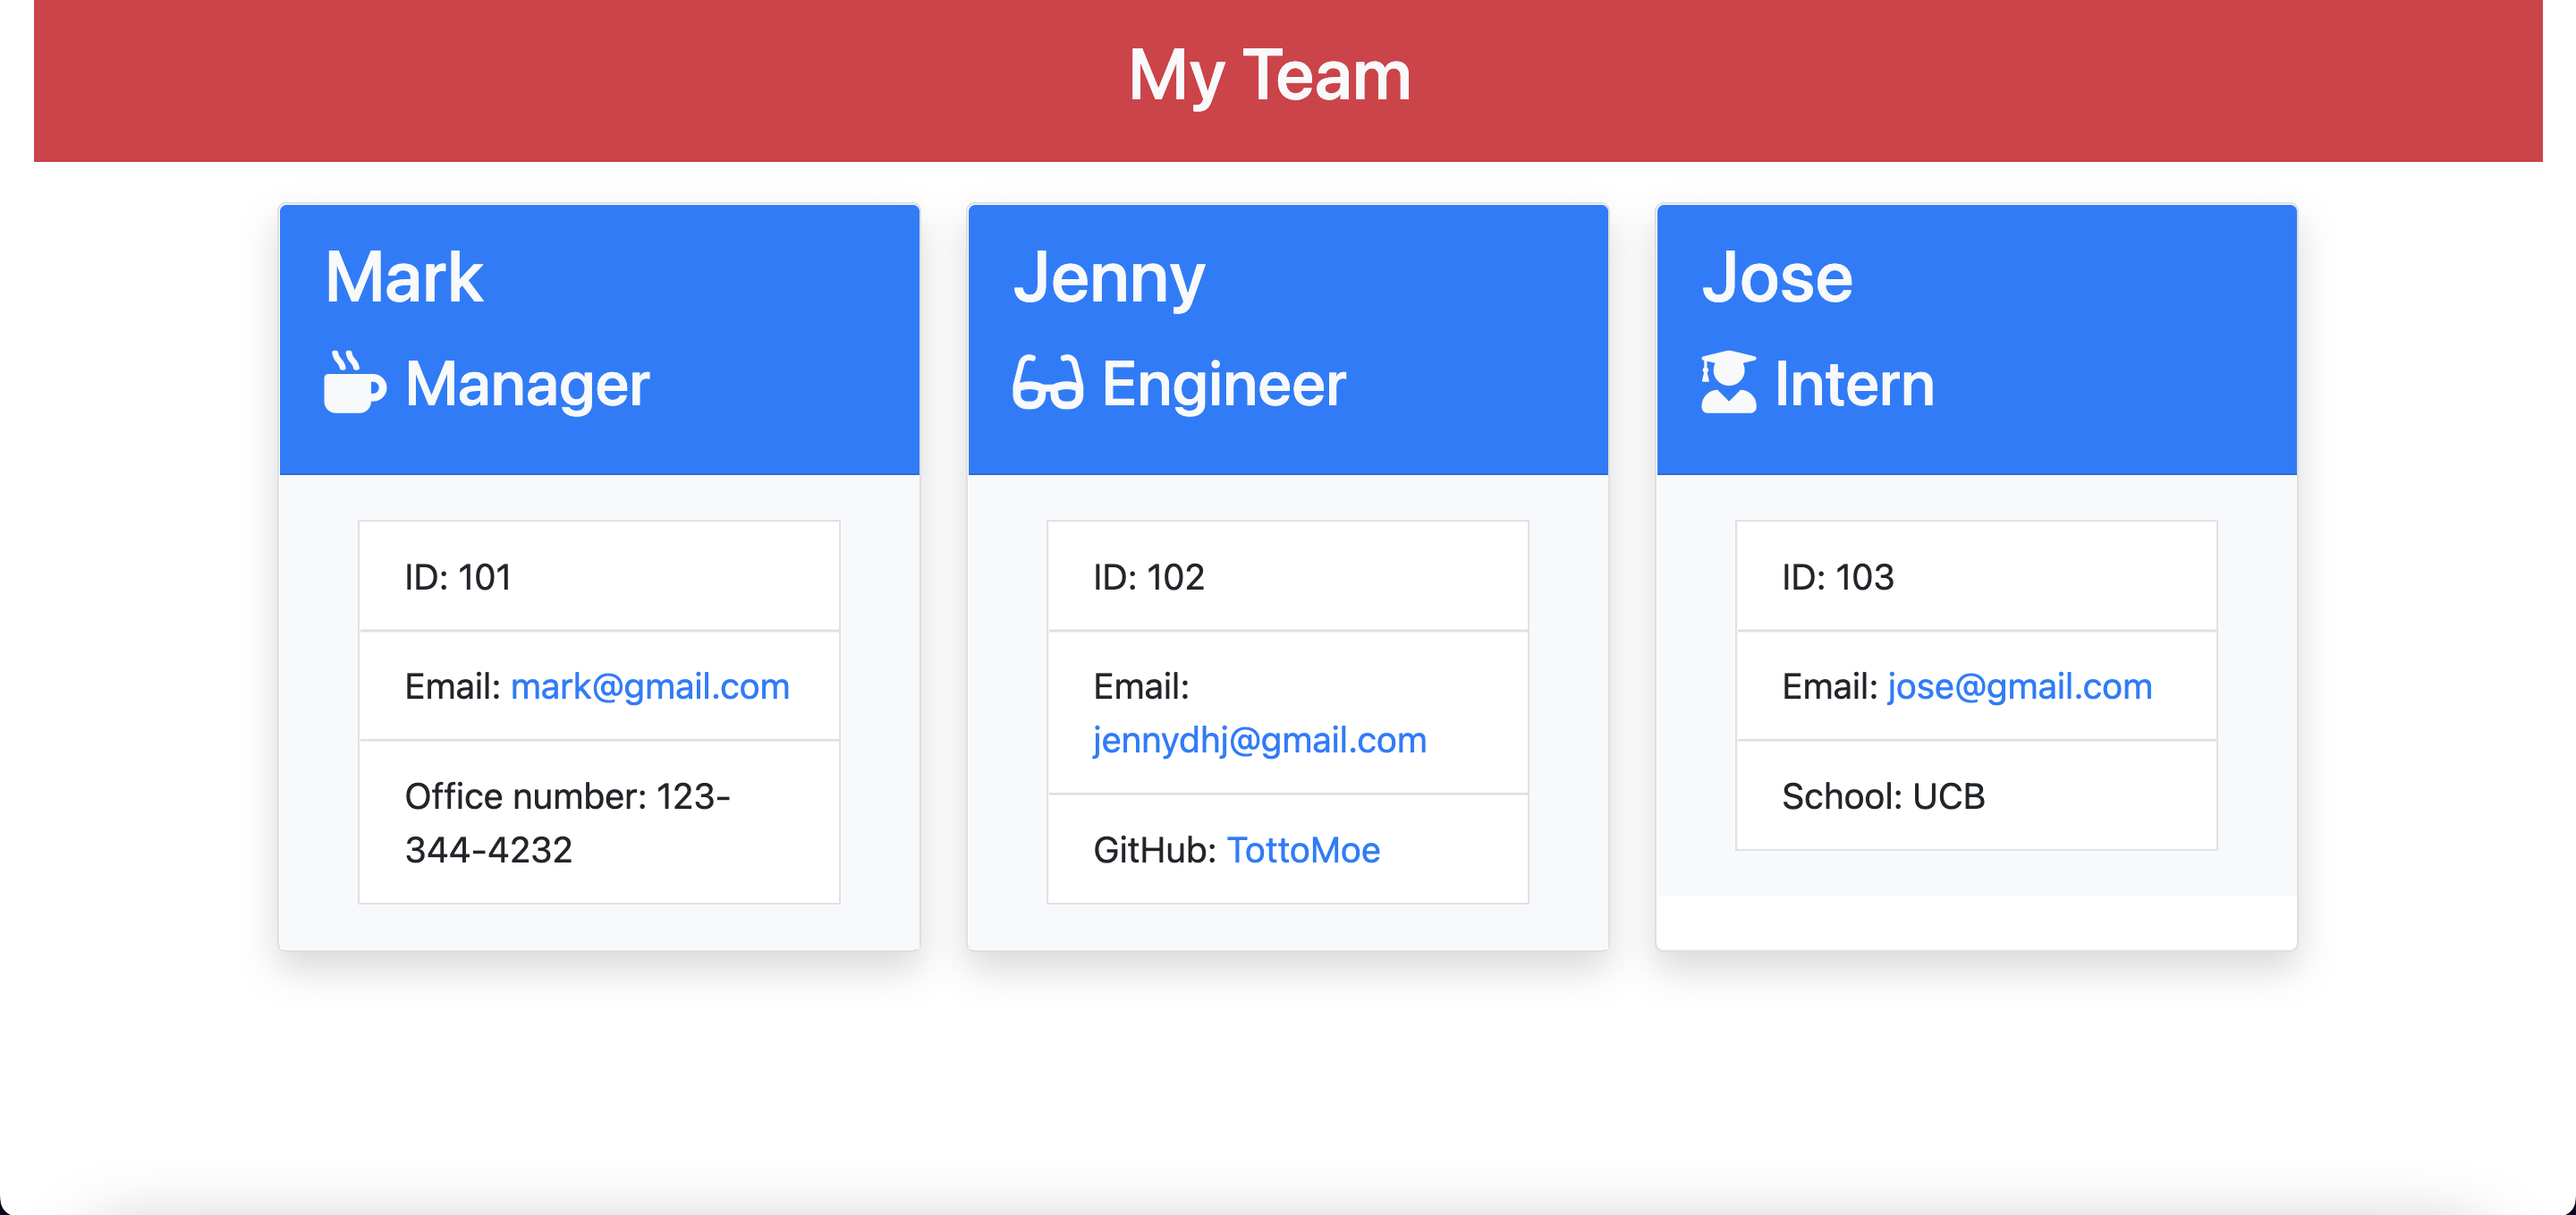 My Team
Mark
Manager
ID: 101
Email: mark@gmail.com
Office number: 123-
344-4232
Jenny
Engineer
ID: 102
Email:
jennydhj@gmail.com
GitHub: TottoMoe
Jose
Intern
ID: 103
Email: jose@gmail.com
School: UCB